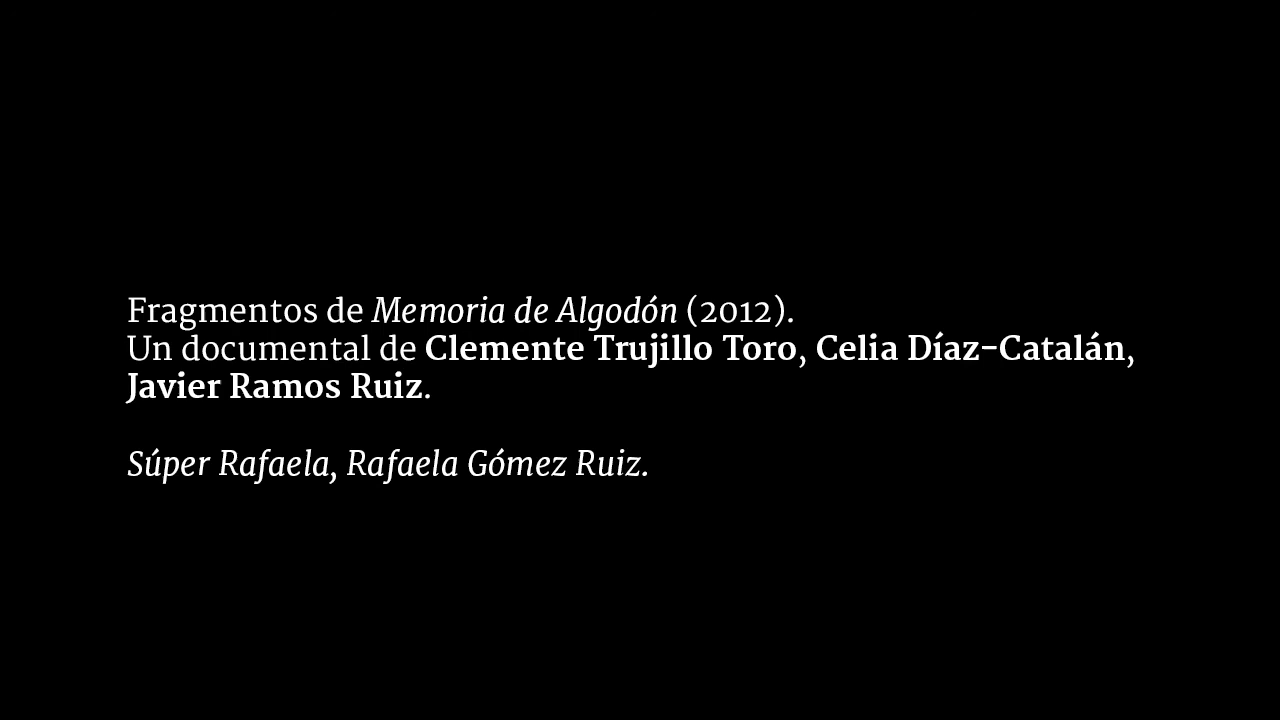 Fragmentos de Memoria de Algodón (2012).
Un documental de Clemente Trujillo Toro, Celia Díaz-Catalán,
Javier Ramos Ruiz.
Súper Rafaela, Rafaela Gómez Ruiz.